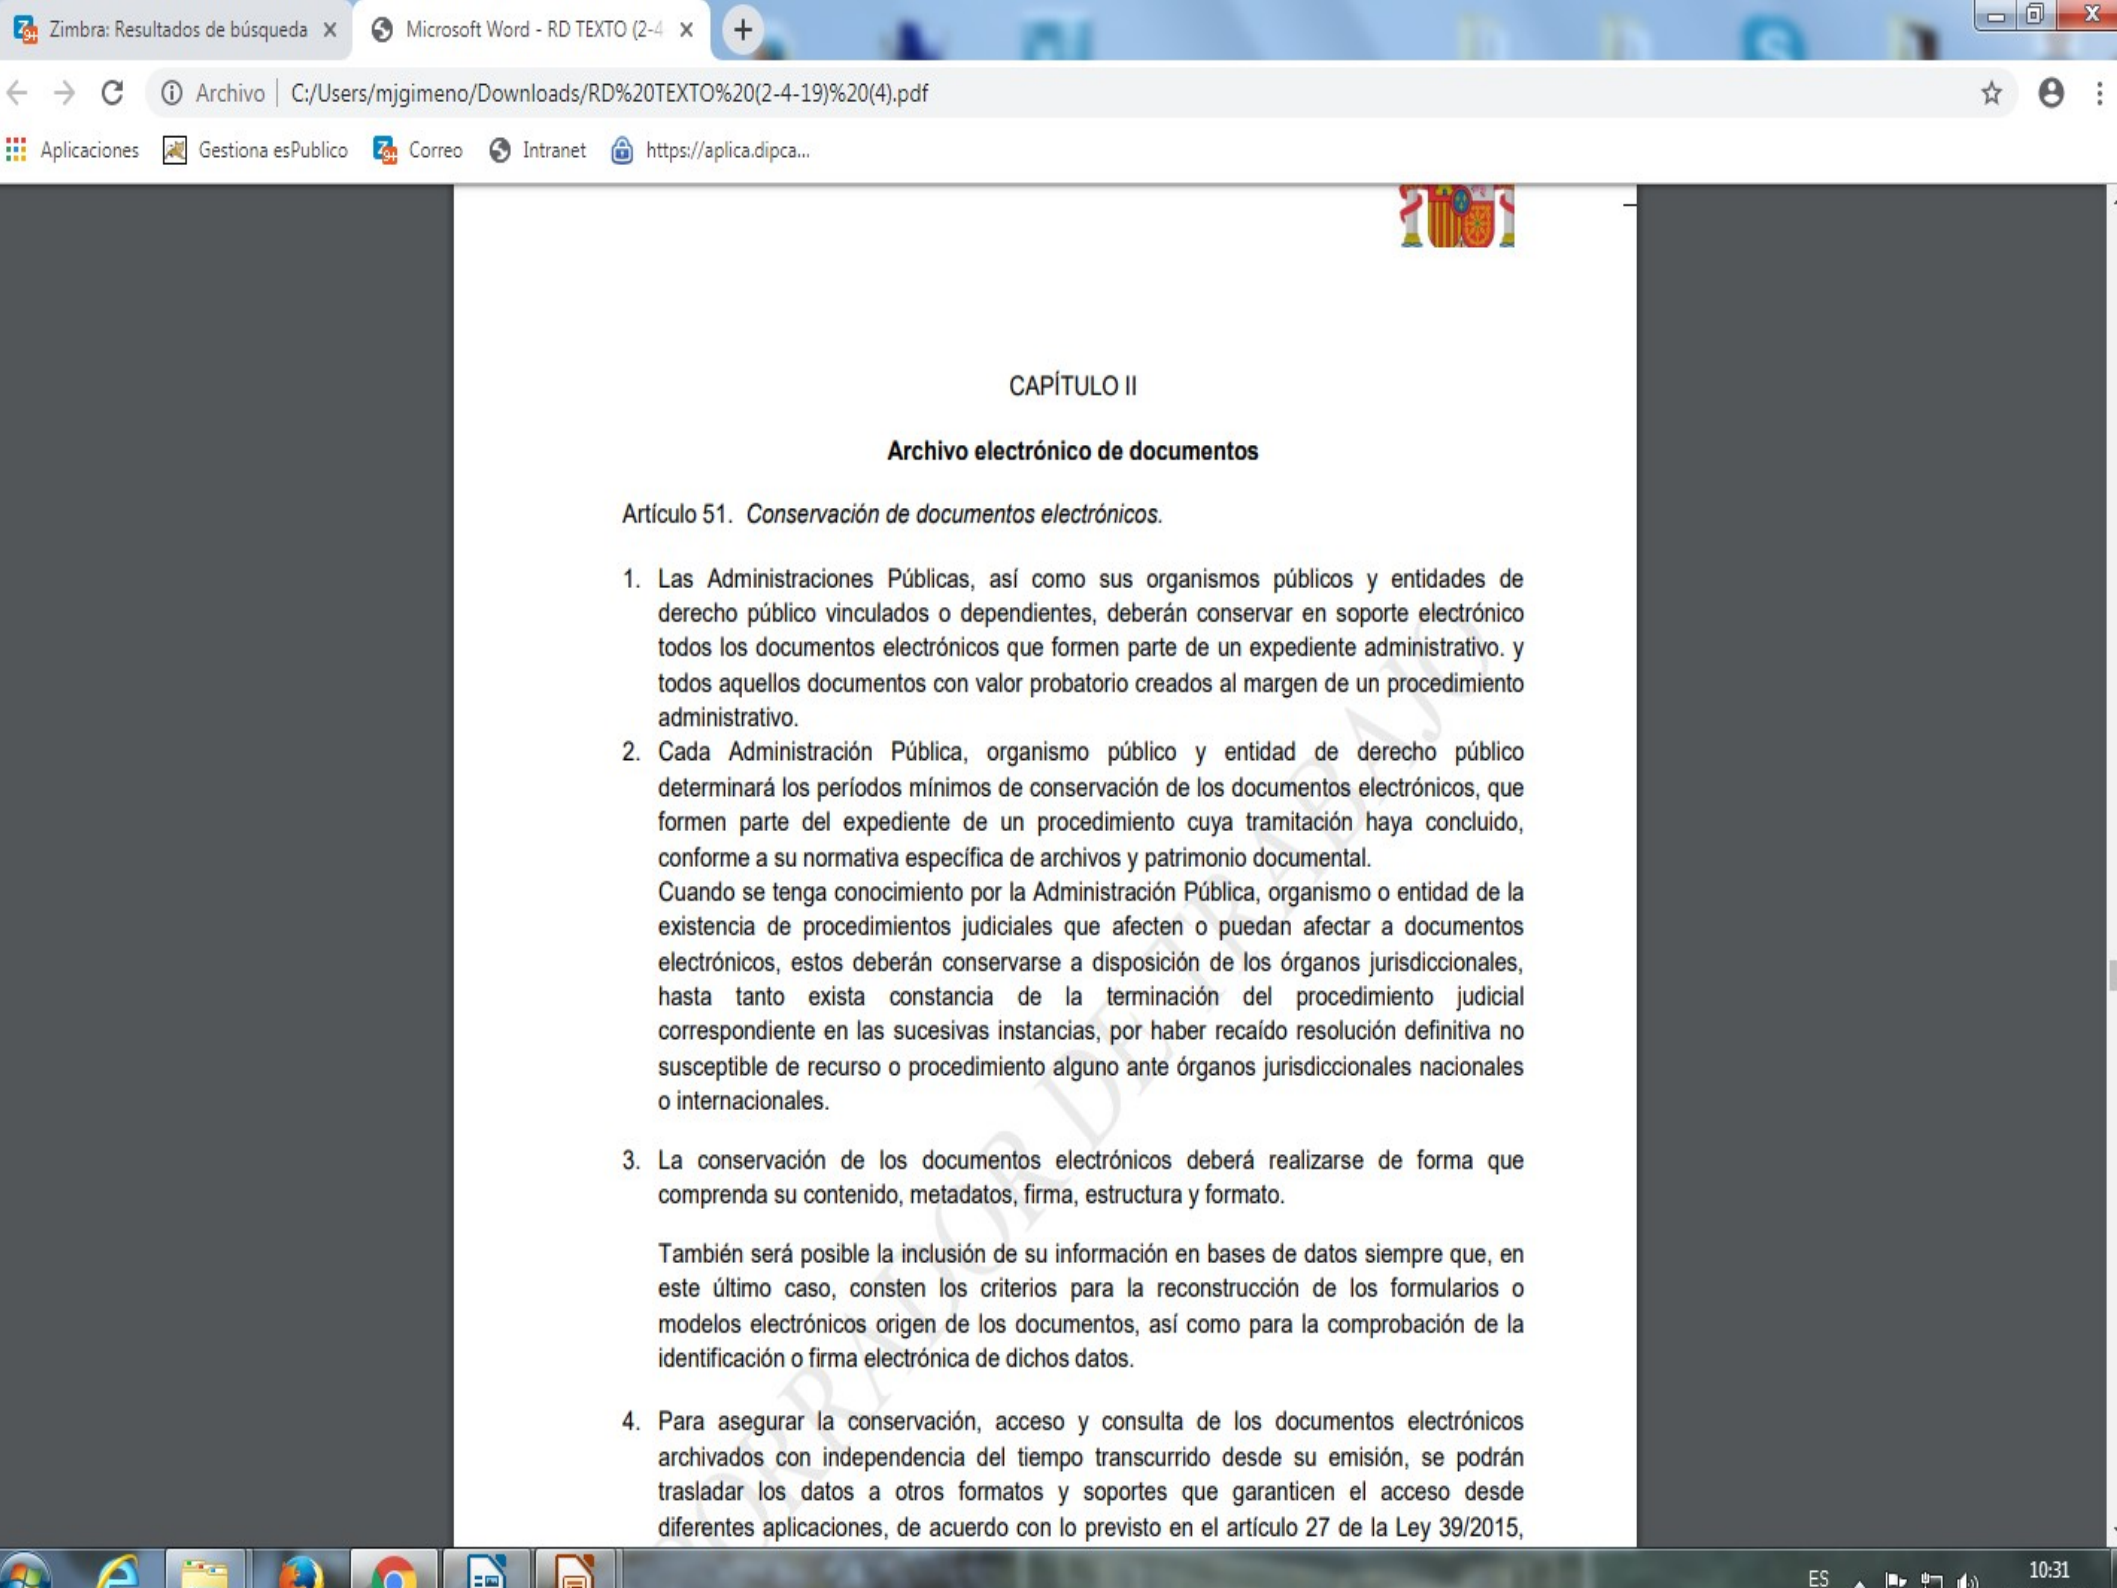 Zimbra: Resultados de búsqueda
Microsoft Word - RD TEXTO (2-4
Archivo
C:/Users/mjgimeno/Downloads/RD%20TEXTO%20(2-4-19)%20(4).pdf
Aplicaciones
Gestiona esPublico
Correo
Intranet
https://aplica.dipca...
CAPÍTULO II
Archivo electrónico de documentos
Artículo 51. Conservación de documentos electrónicos.
1. Las Administraciones Públicas, así como sus organismos públicos y entidades de
derecho público vinculados o dependientes, deberán conservar en soporte electrónico
todos los documentos electrónicos que formen parte de un expediente administrativo. y
todos aquellos documentos con valor probatorio creados al margen de un procedimiento
administrativo.
2. Cada Administración Pública, organismo público y entidad de derecho público
determinará los períodos mínimos de conservación de los documentos electrónicos, que
formen parte del expediente de un procedimiento cuya tramitación haya concluido,
conforme a su normativa específica de archivos y patrimonio documental.
Cuando se tenga conocimiento por la Administración Pública, organismo o entidad de la
existencia de procedimientos judiciales que afecten o puedan afectar a documentos
electrónicos, estos deberán conservarse a disposición de los órganos jurisdiccionales,
hasta tanto exista constancia de la terminación del procedimiento judicial
correspondiente en las sucesivas instancias, por haber recaído resolución definitiva no
susceptible de recurso o procedimiento alguno ante órganos jurisdiccionales nacionales
o internacionales.
3. La conservación de los documentos electrónicos deberá realizarse de forma que
comprenda su contenido, metadatos, firma, estructura y formato.
También será posible la inclusión de su información en bases de datos siempre que, en
este último caso, consten los criterios para la reconstrucción de los formularios o
modelos electrónicos origen de los documentos, así como para la comprobación de la
identificación o firma electrónica de dichos datos.
4. Para asegurar la conservación, acceso y consulta de los documentos electrónicos
archivados con independencia del tiempo transcurrido desde su emisión, se podrán
trasladar los datos a otros formatos y soportes que garanticen el acceso desde
diferentes aplicaciones, de acuerdo con lo previsto en el artículo 27 de la Ley 39/2015,
ORRADOR DE TRABAJO
ES
10:31